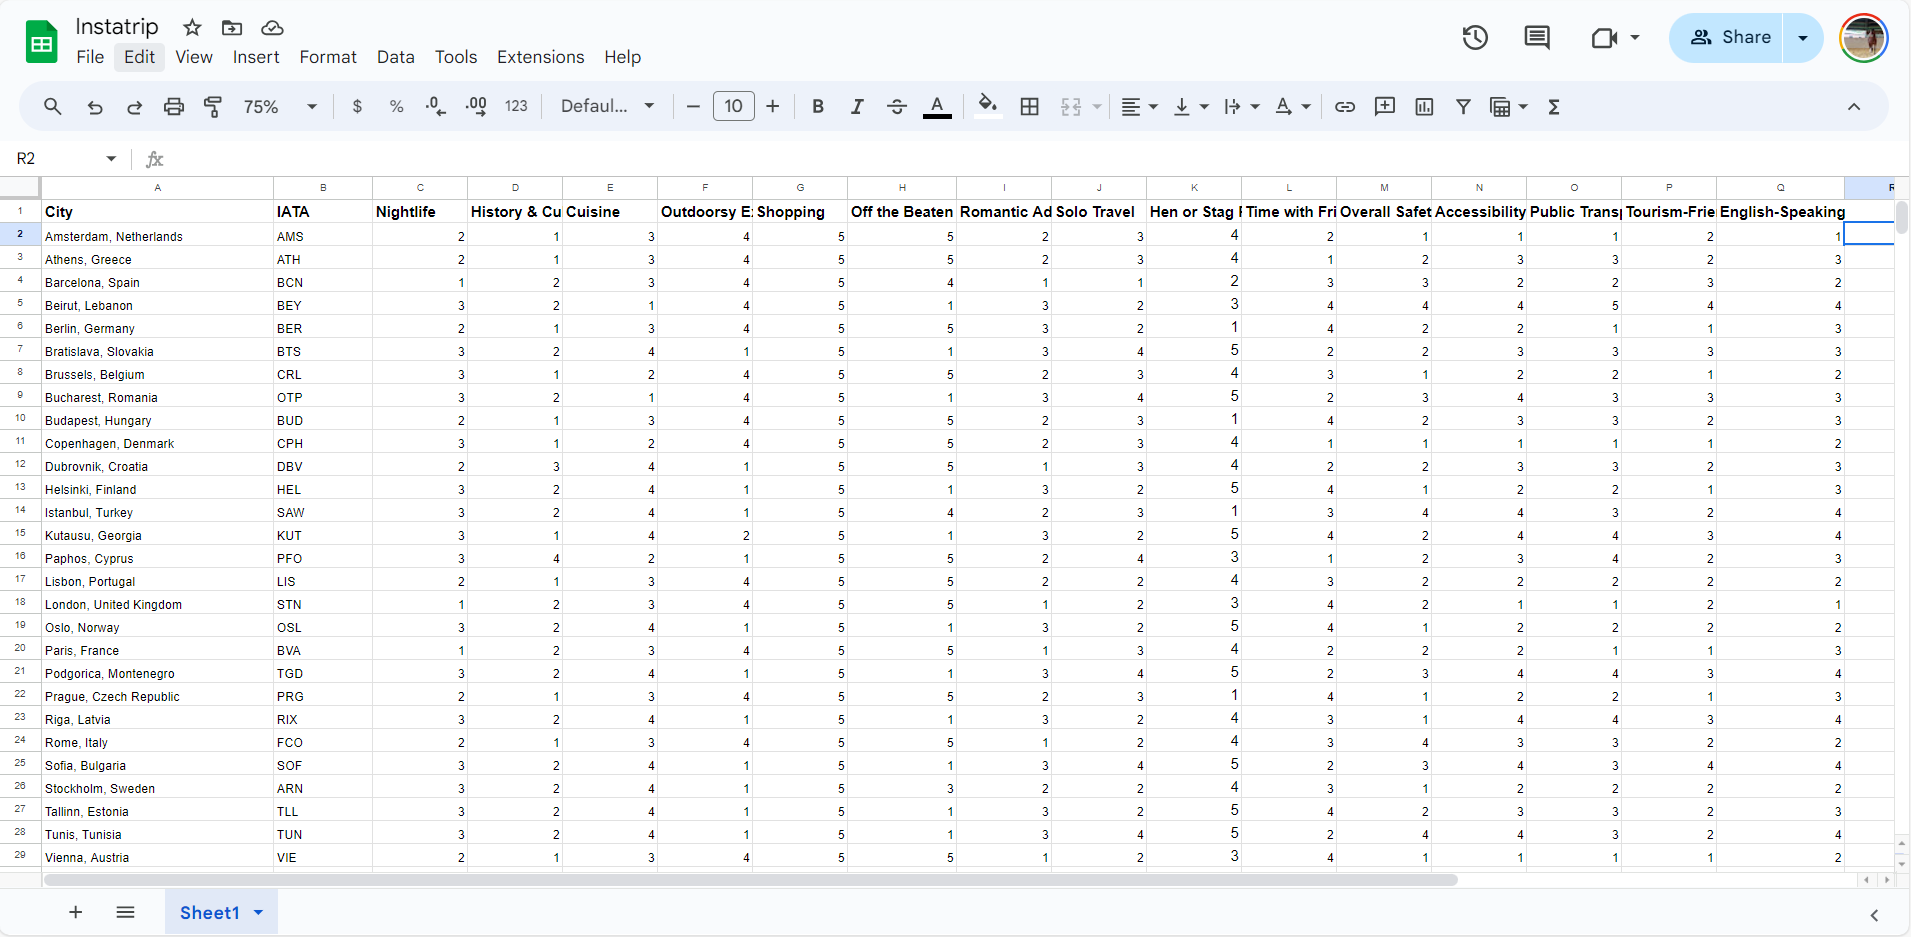 Instatrip
File Edit View Insert Format Data Tools Extensions Help
Share
75% $ % .0 .00 123 Defaul... 10 B I A
R2 fx
A B C D E F G H I J K L M N O P Q R
1 City IATA Nightlife History & Cu Cuisine Outdoorsy E Shopping Off the Beaten Romantic Ad Solo Travel Hen or Stag Time with Fri Overall Safet Accessibility Public Trans Tourism-Frie English-Speaking
2 Amsterdam, Netherlands AMS 2 1 3 4 5 5 2 3 4 2 1 1 1 2 1
3 Athens, Greece ATH 2 1 3 4 5 5 2 3 4 1 2 3 3 2 3
4 Barcelona, Spain BCN 1 2 3 4 5 4 1 1 2 3 3 2 2 3 2
5 Beirut, Lebanon BEY 3 2 1 4 5 1 3 2 3 4 4 4 5 4 4
6 Berlin, Germany BER 2 1 3 4 5 5 3 2 1 4 2 2 1 1 3
7 Bratislava, Slovakia BTS 3 2 4 1 5 1 3 4 5 2 2 3 3 3 3
8 Brussels, Belgium CRL 3 1 2 4 5 5 2 3 4 3 1 2 2 1 2
9 Bucharest, Romania OTP 3 2 1 4 5 1 3 4 5 2 3 4 3 3 3
10 Budapest, Hungary BUD 2 1 3 4 5 5 2 3 1 4 2 3 3 2 3
11 Copenhagen, Denmark CPH 3 1 2 4 5 5 2 3 4 1 1 1 1 1 2
12 Dubrovnik, Croatia DBV 2 3 4 1 5 5 1 3 4 2 2 3 3 2 3
13 Helsinki, Finland HEL 3 2 4 1 5 1 3 2 5 4 1 2 2 1 3
14 Istanbul, Turkey SAW 3 2 4 1 5 4 2 3 1 3 4 4 3 2 4
15 Kutausu, Georgia KUT 3 1 4 2 5 1 3 2 5 4 2 4 4 3 4
16 Paphos, Cyprus PFO 3 4 2 1 5 5 2 4 3 1 2 3 4 2 3
17 Lisbon, Portugal LIS 2 1 3 4 5 5 2 2 4 3 2 2 2 2 2
18 London, United Kingdom STN 1 2 3 4 5 5 1 2 3 4 2 1 1 2 1
19 Oslo, Norway OSL 3 2 4 1 5 1 3 2 5 4 1 2 2 2 2
20 Paris, France BVA 1 2 3 4 5 5 1 3 4 2 2 2 1 1 3
21 Podgorica, Montenegro TGD 3 2 4 1 5 1 3 4 5 2 3 4 4 3 4
22 Prague, Czech Republic PRG 2 1 3 4 5 5 2 3 1 4 1 2 2 1 3
23 Riga, Latvia RIX 3 2 4 1 5 1 3 2 4 3 1 4 4 3 4
24 Rome, Italy FCO 2 1 3 4 5 5 1 2 4 3 4 3 3 2 2
25 Sofia, Bulgaria SOF 3 2 4 1 5 1 3 4 5 2 3 4 3 4 4
26 Stockholm, Sweden ARN 3 2 4 1 5 3 2 2 4 3 1 2 2 2 2
27 Tallinn, Estonia TLL 3 2 4 1 5 1 3 2 5 4 2 3 3 2 3
28 Tunis, Tunisia TUN 3 2 4 1 5 1 3 4 5 2 4 4 3 2 4
29 Vienna, Austria VIE 2 1 3 4 5 5 1 2 3 4 1 1 1 1 2
Sheet1